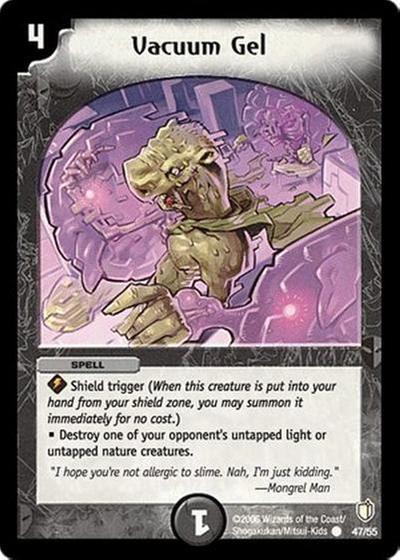 4
Vacuum Gel
SPELL
Shield trigger (When this creature is put into your
hand from your shield zone, you may summon it
immediately for no cost.)
▪ Destroy one of your opponent's untapped light or
untapped nature creatures.
"I hope you're not allergic to slime. Nah, I'm just kidding."
—Mongrel Man
1
©2006 Wizards of the Coast/
Shogakukan/Mitsui-Kids
47/55